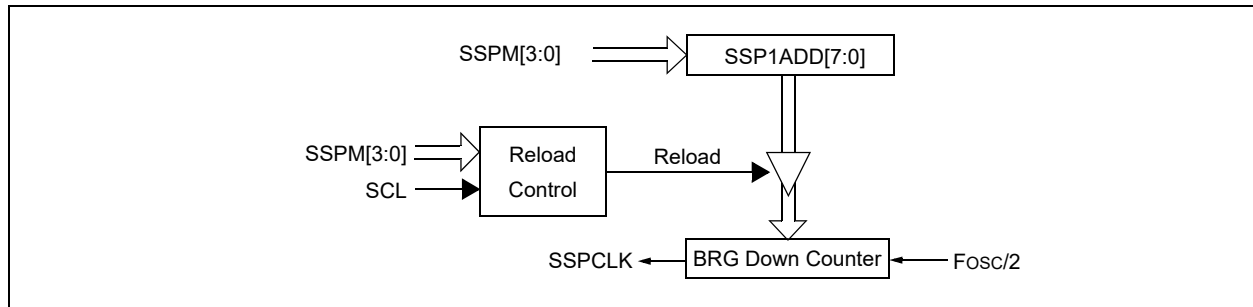 SSPM[3:0]
SSP1ADD[7:0]
SSPM[3:0]
SCL
Reload
Control
Reload
SSPCLK
BRG Down Counter
FOSC/2